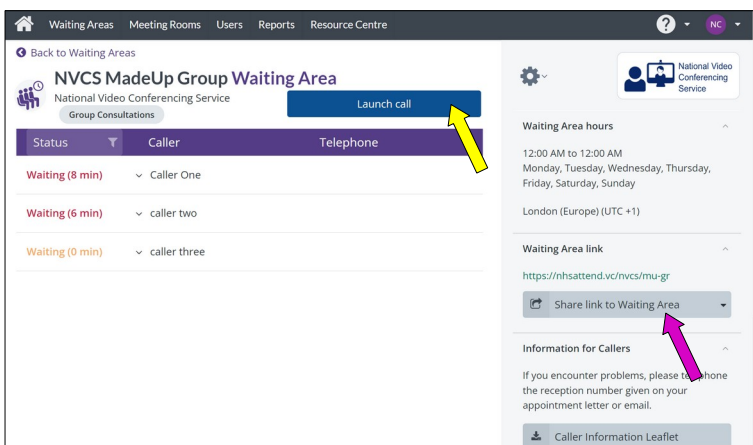 Waiting Areas Meeting Rooms Users Reports Resource Centre ? NC
Back to Waiting Areas
NVCS MadeUp Group Waiting Area
National Video Conferencing Service
Group Consultations
Launch call
Status Caller Telephone
Waiting (8 min) Caller One
Waiting (6 min) caller two
Waiting (0 min) caller three
National Video
Conferencing
Service
Waiting Area hours
12:00 AM to 12:00 AM
Monday, Tuesday, Wednesday, Thursday,
Friday, Saturday, Sunday
London (Europe) (UTC +1)
Waiting Area link
https://nhsattend.vc/nvcs/mu-gr
Share link to Waiting Area
Information for Callers
If you encounter problems, please telephone
the reception number given on your
appointment letter or email.
Caller Information Leaflet